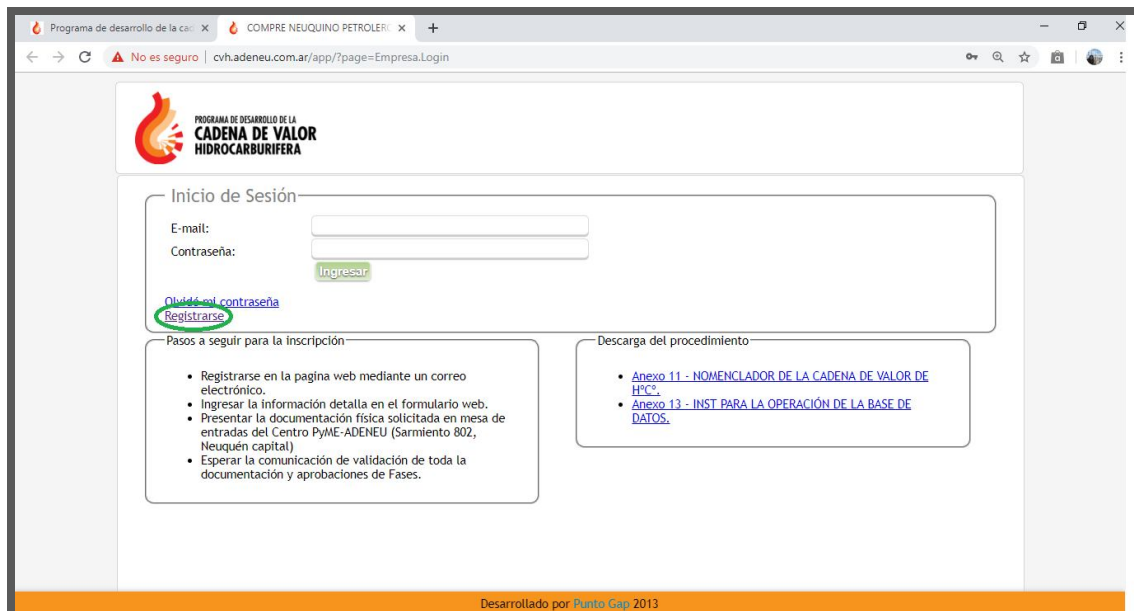 Programa de desarrollo de la cad
COMPRE NEUQUINO PETROLER
No es seguro | cvh.adeneu.com.ar/app/?page=Empresa.Login
PROGRAMA DE DESARROLLO DE LA
CADENA DE VALOR
HIDROCARBURIFERA
Inicio de Sesión
E-mail:
Contraseña:
Ingresar
Olvidé mi contraseña
Registrarse
Pasos a seguir para la inscripción
• Registrarse en la pagina web mediante un correo
electrónico.
• Ingresar la información detalla en el formulario web.
• Presentar la documentación física solicitada en mesa de
entradas del Centro PyME-ADENEU (Sarmiento 802,
Neuquén capital)
• Esperar la comunicación de validación de toda la
documentación y aprobaciones de Fases.
Descarga del procedimiento
• Anexo 11 - NOMENCLADOR DE LA CADENA DE VALOR DE
HºCº.
• Anexo 13 - INST PARA LA OPERACIÓN DE LA BASE DE
DATOS.
Desarrollado por Punto Gap 2013